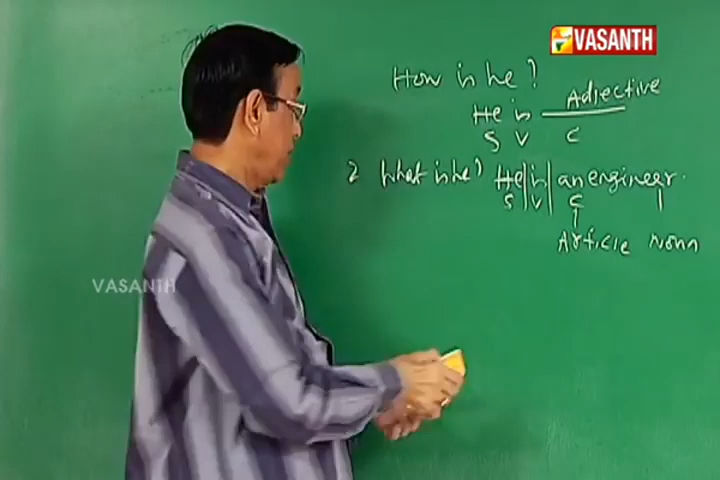 VASANTH
How is he?
He is Adjective
S V C
2 What is he? He is an engineer.
S V C
Article Noun
VASANTH